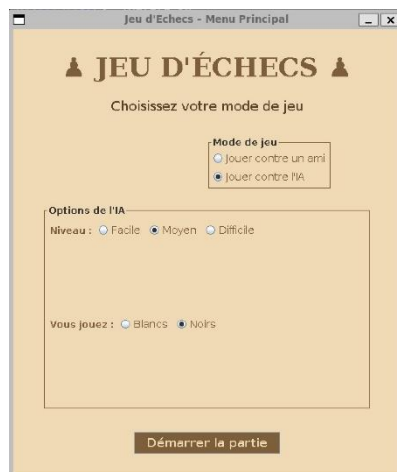 Jeu d'Echecs - Menu Principal
♟ JEU D'ÉCHECS ♟
Choisissez votre mode de jeu
Mode de jeu
Jouer contre un ami
Jouer contre l'IA
Options de l'IA
Niveau : Facile Moyen Difficile
Vous jouez : Blancs Noirs
Démarrer la partie